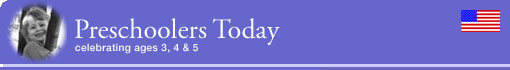 Preschoolers Today
celebrating ages 3, 4 & 5